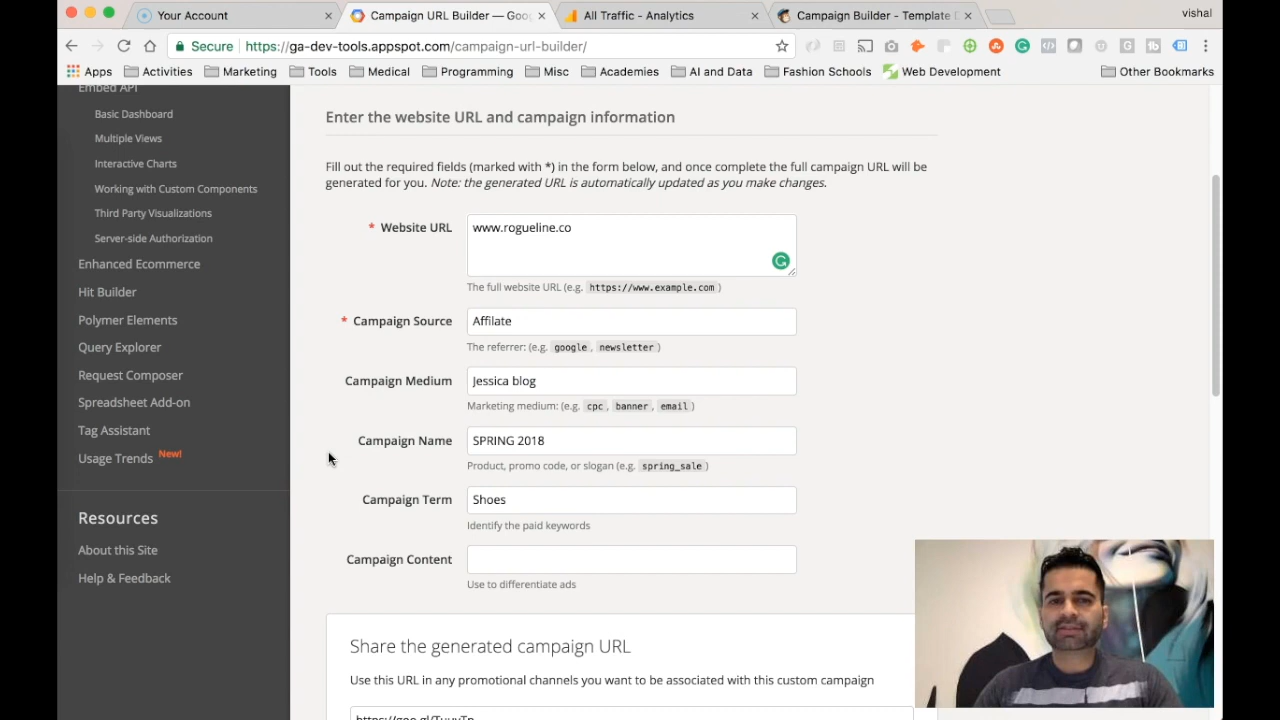 Your Account
Campaign URL Builder — Goo
All Traffic - Analytics
Campaign Builder - Template D
vishal
Secure
https://ga-dev-tools.appspot.com/campaign-url-builder/
Apps
Activities
Marketing
Tools
Medical
Programming
Misc
Academies
AI and Data
Fashion Schools
Web Development
Other Bookmarks
Embed API
Basic Dashboard
Multiple Views
Interactive Charts
Working with Custom Components
Third Party Visualizations
Server-side Authorization
Enhanced Ecommerce
Hit Builder
Polymer Elements
Query Explorer
Request Composer
Spreadsheet Add-on
Tag Assistant
Usage Trends New!
Resources
About this Site
Help & Feedback
Enter the website URL and campaign information
Fill out the required fields (marked with *) in the form below, and once complete the full campaign URL will be
generated for you. Note: the generated URL is automatically updated as you make changes.
* Website URL
www.rogueline.co
The full website URL (e.g. https://www.example.com )
* Campaign Source
Affilate
The referrer: (e.g. google, newsletter )
Campaign Medium
Jessica blog
Marketing medium: (e.g. cpc, banner, email )
Campaign Name
SPRING 2018
Product, promo code, or slogan (e.g. spring_sale )
Campaign Term
Shoes
Identify the paid keywords
Campaign Content
Use to differentiate ads
Share the generated campaign URL
Use this URL in any promotional channels you want to be associated with this custom campaign